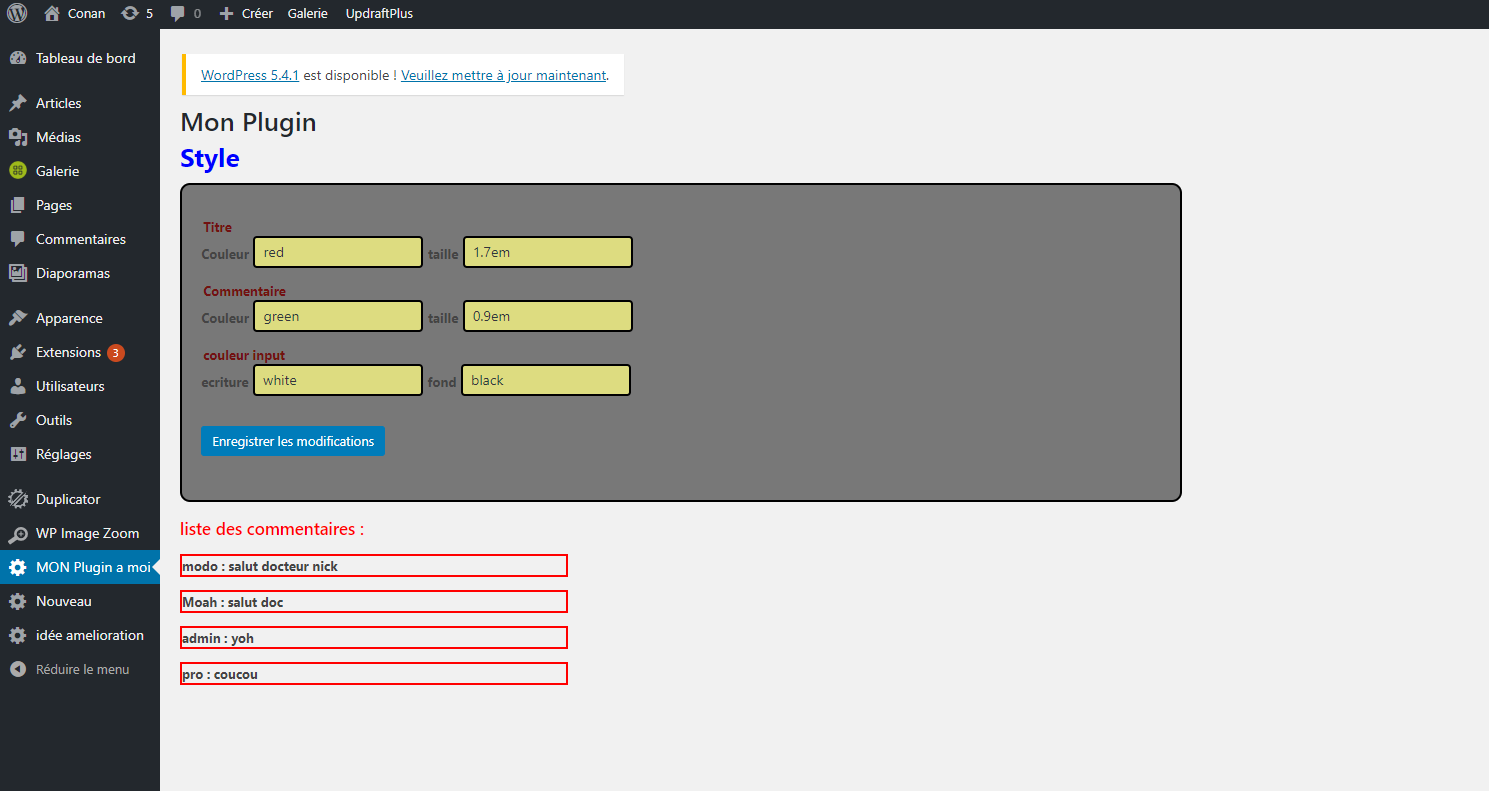 Conan 5 0 Créer Galerie UpdraftPlus
Tableau de bord
Articles
Médias
Galerie
Pages
Commentaires
Diaporamas
Apparence
Extensions 3
Utilisateurs
Outils
Réglages
Duplicator
WP Image Zoom
MON Plugin a moi
Nouveau
idée amelioration
Réduire le menu
WordPress 5.4.1 est disponible ! Veuillez mettre à jour maintenant.
Mon Plugin
Style
Titre
Couleur red taille 1.7em
Commentaire
Couleur green taille 0.9em
couleur input
ecriture white fond black
Enregistrer les modifications
liste des commentaires :
modo : salut docteur nick
Moah : salut doc
admin : yoh
pro : coucou